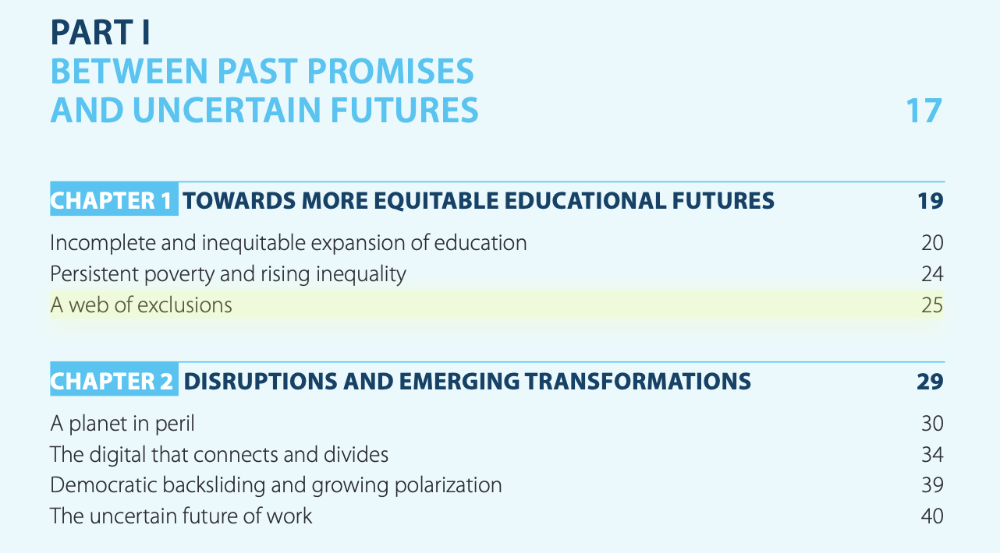 PART I
BETWEEN PAST PROMISES
AND UNCERTAIN FUTURES 17
CHAPTER 1 TOWARDS MORE EQUITABLE EDUCATIONAL FUTURES 19
Incomplete and inequitable expansion of education 20
Persistent poverty and rising inequality 24
A web of exclusions 25
CHAPTER 2 DISRUPTIONS AND EMERGING TRANSFORMATIONS 29
A planet in peril 30
The digital that connects and divides 34
Democratic backsliding and growing polarization 39
The uncertain future of work 40